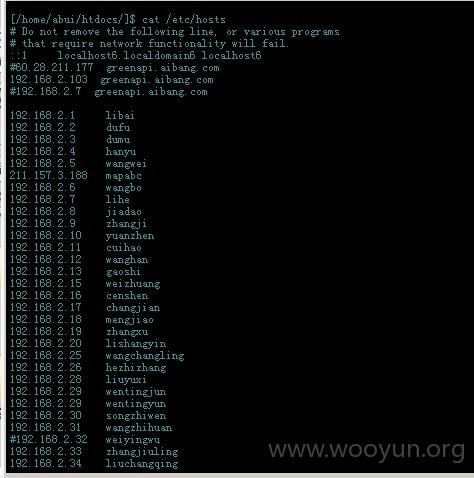 [/home/abui/htdocs/]$ cat /etc/hosts
# Do not remove the following line, or various programs
# that require network functionality will fail.
::1 localhost6.localdomain6 localhost6
#60.28.211.177 greenapi.aibang.com
192.168.2.103 greenapi.aibang.com
#192.168.2.7 greenapi.aibang.com
192.168.2.1 libai
192.168.2.2 dufu
192.168.2.3 dumu
192.168.2.4 hanyu
192.168.2.5 wangwei
211.157.3.188 mapabc
192.168.2.6 wangbo
192.168.2.7 lihe
192.168.2.8 jiadao
192.168.2.9 zhangji
192.168.2.10 yuanzhen
192.168.2.11 cuihao
192.168.2.12 wanghan
192.168.2.13 gaoshi
192.168.2.15 weizhuang
192.168.2.16 censhen
192.168.2.17 changjian
192.168.2.18 mengjiao
192.168.2.19 zhangxu
192.168.2.20 lishangyin
192.168.2.25 wangchangling
192.168.2.26 hezhizhang
192.168.2.28 liuyuxi
192.168.2.29 wentingjun
192.168.2.29 wentingyun
192.168.2.30 songzhiwen
192.168.2.31 wangzhihuan
#192.168.2.32 weiyingwu
192.168.2.33 zhangjiuling
192.168.2.34 liuchangqing
www.wooyun.org